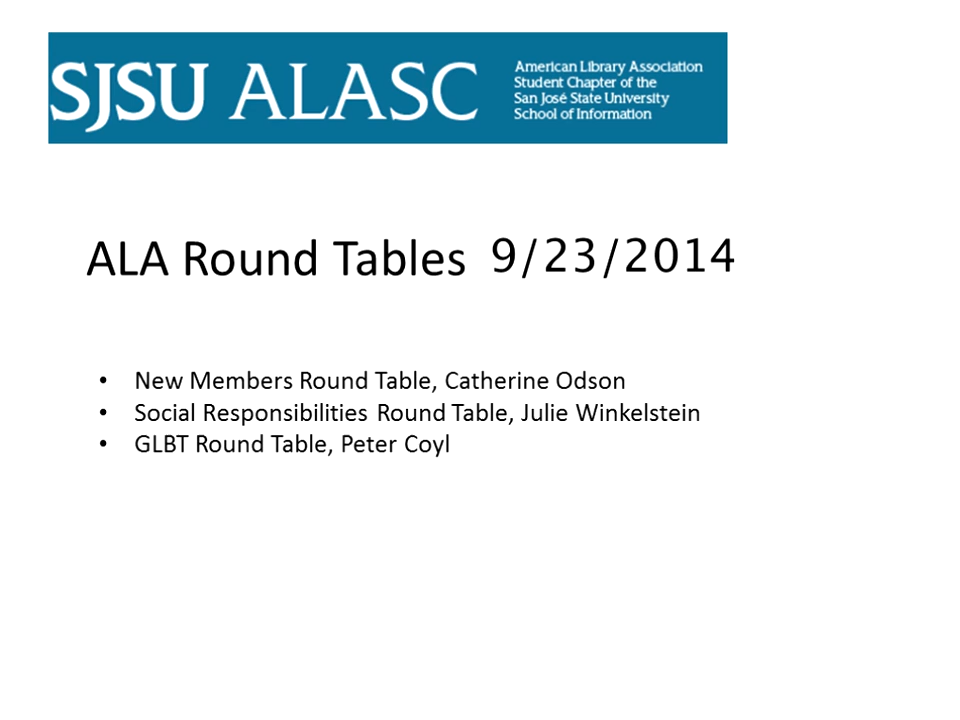 SJSU ALASC
American Library Association
Student Chapter of the
San José State University
School of Information
ALA Round Tables 9/23/2014
• New Members Round Table, Catherine Odson
• Social Responsibilities Round Table, Julie Winkelstein
• GLBT Round Table, Peter Coyl